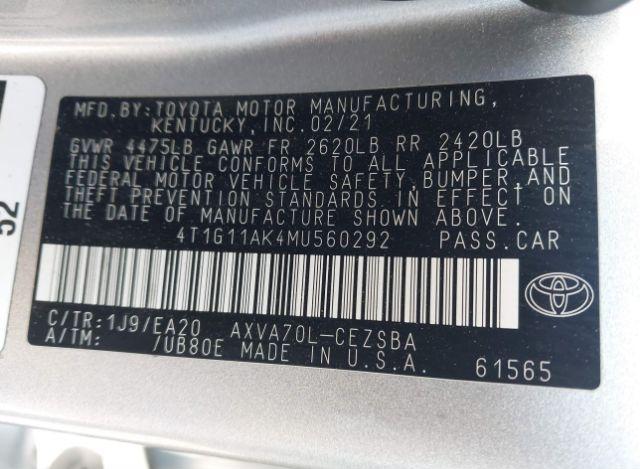 MFD.BY:TOYOTA MOTOR MANUFACTURING,
KENTUCKY,INC.02/21
GVWR 4475LB GAWR FR 2620LB RR 2420LB
THIS VEHICLE CONFORMS TO ALL APPLICABLE
FEDERAL MOTOR VEHICLE SAFETY,BUMPER,AND
THEFT PREVENTION STANDARDS IN EFFECT ON
THE DATE OF MANUFACTURE SHOWN ABOVE.
4T1G11AK4MU560292 PASS.CAR
C/TR:1J9/EA20 AXVA70L-CEZSBA
A/TM: /UB80E MADE IN U.S.A. 61565
52